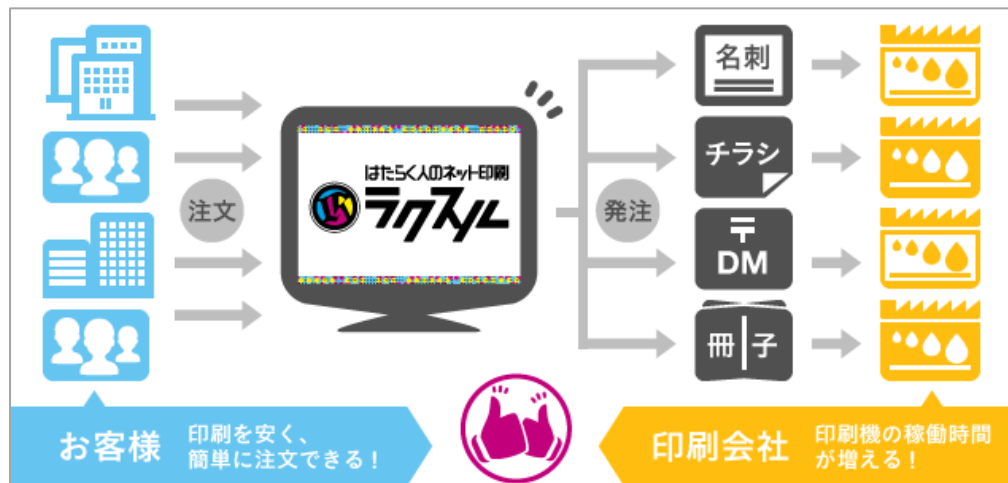 注文
はたらく人のネット印刷
ラクスル
発注
名刺
チラシ
〒
DM
冊子
お客様
印刷を安く、
簡単に注文できる！
印刷会社
印刷機の稼働時間
が増える！